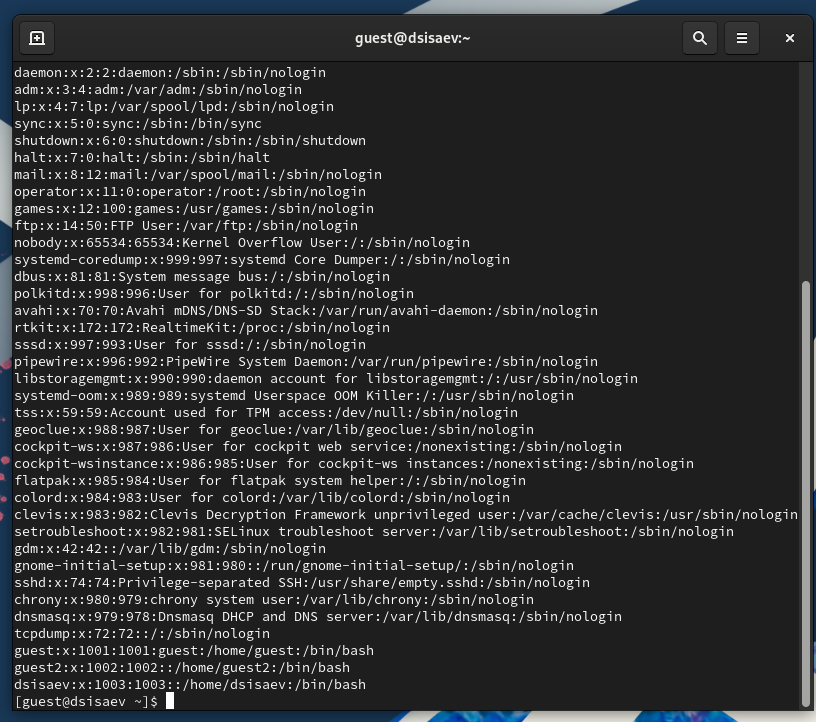 guest@dsisaev:~
daemon:x:2:2:daemon:/sbin:/sbin/nologin
adm:x:3:4:adm:/var/adm:/sbin/nologin
lp:x:4:7:lp:/var/spool/lpd:/sbin/nologin
sync:x:5:0:sync:/sbin:/bin/sync
shutdown:x:6:0:shutdown:/sbin:/sbin/shutdown
halt:x:7:0:halt:/sbin:/sbin/halt
mail:x:8:12:mail:/var/spool/mail:/sbin/nologin
operator:x:11:0:operator:/root:/sbin/nologin
games:x:12:100:games:/usr/games:/sbin/nologin
ftp:x:14:50:FTP User:/var/ftp:/sbin/nologin
nobody:x:65534:65534:Kernel Overflow User:/:/sbin/nologin
systemd-coredump:x:999:997:systemd Core Dumper:/:/sbin/nologin
dbus:x:81:81:System message bus:/:/sbin/nologin
polkitd:x:998:996:User for polkitd:/:/sbin/nologin
avahi:x:70:70:Avahi mDNS/DNS-SD Stack:/var/run/avahi-daemon:/sbin/nologin
rtkit:x:172:172:RealtimeKit:/proc:/sbin/nologin
sssd:x:997:993:User for sssd:/:/sbin/nologin
pipewire:x:996:992:PipeWire System Daemon:/var/run/pipewire:/sbin/nologin
libstoragemgmt:x:990:990:daemon account for libstoragemgmt:/:/usr/sbin/nologin
systemd-oom:x:989:989:systemd Userspace OOM Killer:/:/usr/sbin/nologin
tss:x:59:59:Account used for TPM access:/dev/null:/sbin/nologin
geoclue:x:988:987:User for geoclue:/var/lib/geoclue:/sbin/nologin
cockpit-ws:x:987:986:User for cockpit web service:/nonexisting:/sbin/nologin
cockpit-wsinstance:x:986:985:User for cockpit-ws instances:/nonexisting:/sbin/nologin
flatpak:x:985:984:User for flatpak system helper:/:/sbin/nologin
colord:x:984:983:User for colord:/var/lib/colord:/sbin/nologin
clevis:x:983:982:Clevis Decryption Framework unprivileged user:/var/cache/clevis:/usr/sbin/nologin
setroubleshoot:x:982:981:SELinux troubleshoot server:/var/lib/setroubleshoot:/sbin/nologin
gdm:x:42:42::/var/lib/gdm:/sbin/nologin
gnome-initial-setup:x:981:980::/run/gnome-initial-setup/:/sbin/nologin
sshd:x:74:74:Privilege-separated SSH:/usr/share/empty.sshd:/sbin/nologin
chrony:x:980:979:chrony system user:/var/lib/chrony:/sbin/nologin
dnsmasq:x:979:978:Dnsmasq DHCP and DNS server:/var/lib/dnsmasq:/sbin/nologin
tcpdump:x:72:72::/:/sbin/nologin
guest:x:1001:1001:guest:/home/guest:/bin/bash
guest2:x:1002:1002::/home/guest2:/bin/bash
dsisaev:x:1003:1003::/home/dsisaev:/bin/bash
[guest@dsisaev ~]$